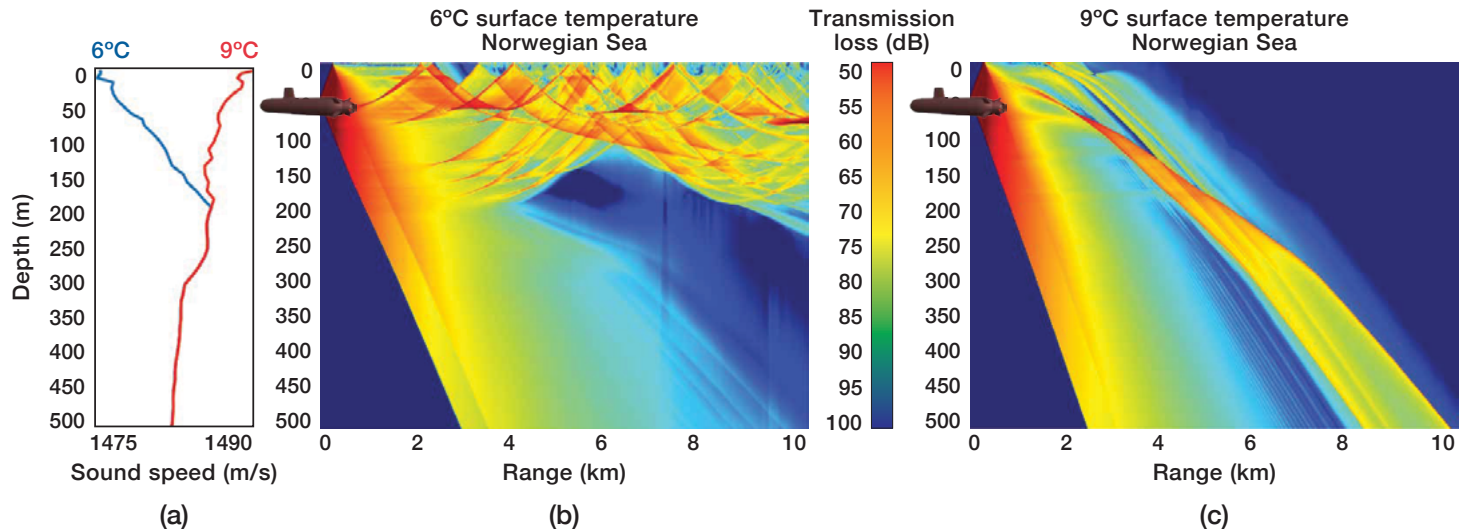 6ºC 9ºC
0
50
100
150
200
250
300
350
400
450
500
Depth (m)
1475 1490
Sound speed (m/s)
(a)
6ºC surface temperature
Norwegian Sea
0
100
150
200
250
300
350
400
450
500
0 2 4 6 8 10
Range (km)
(b)
Transmission
loss (dB)
50
55
60
65
70
75
80
85
90
95
100
9ºC surface temperature
Norwegian Sea
0
100
150
200
250
300
350
400
450
500
0 2 4 6 8 10
Range (km)
(c)